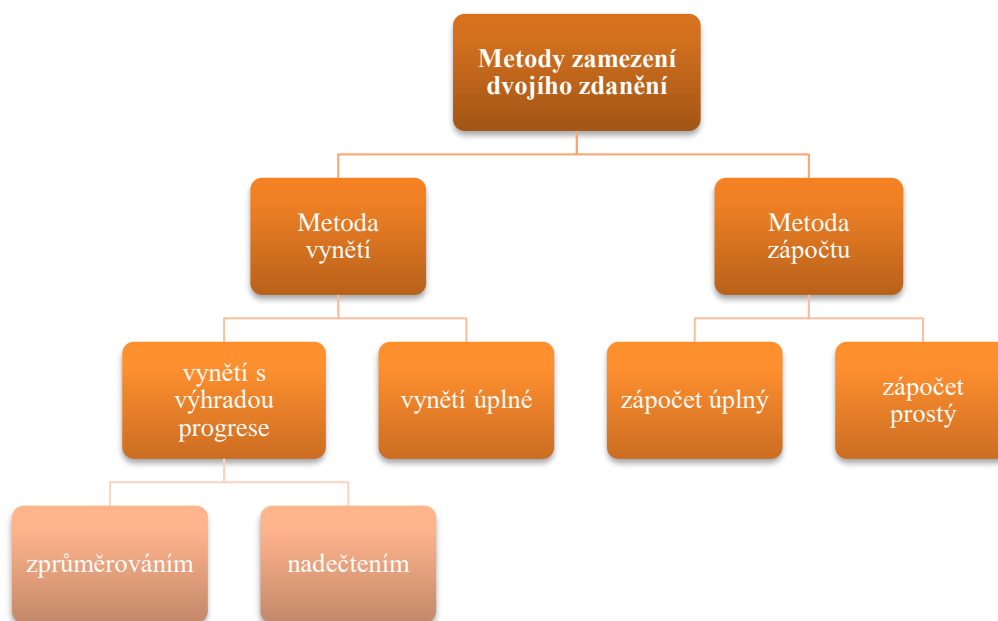 Metody zamezení
dvojího zdanění
Metoda
vynětí
Metoda
zápočtu
vynětí s
výhradou
progrese
vynětí úplné
zápočet úplný
zápočet
prostý
zprůměrováním
nadečtením